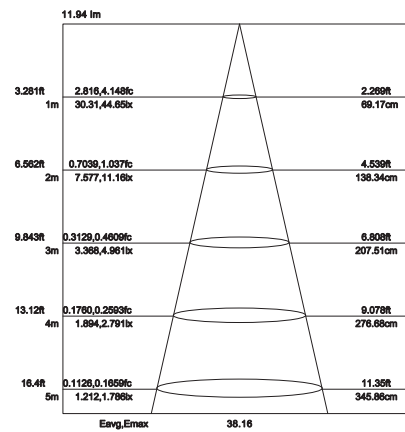 11.94 lm
3.281ft 2.816,4.148fc 2.269ft
1m 30.31,44.65lx 69.17cm
6.562ft 0.7039,1.037fc 4.539ft
2m 7.577,11.16lx 138.34cm
9.843ft 0.3129,0.4609fc 6.808ft
3m 3.368,4.961lx 207.51cm
13.12ft 0.1760,0.2593fc 9.078ft
4m 1.894,2.791lx 276.68cm
16.4ft 0.1126,0.1659fc 11.35ft
5m 1.212,1.786lx 345.86cm
Eavg,Emax 38.16